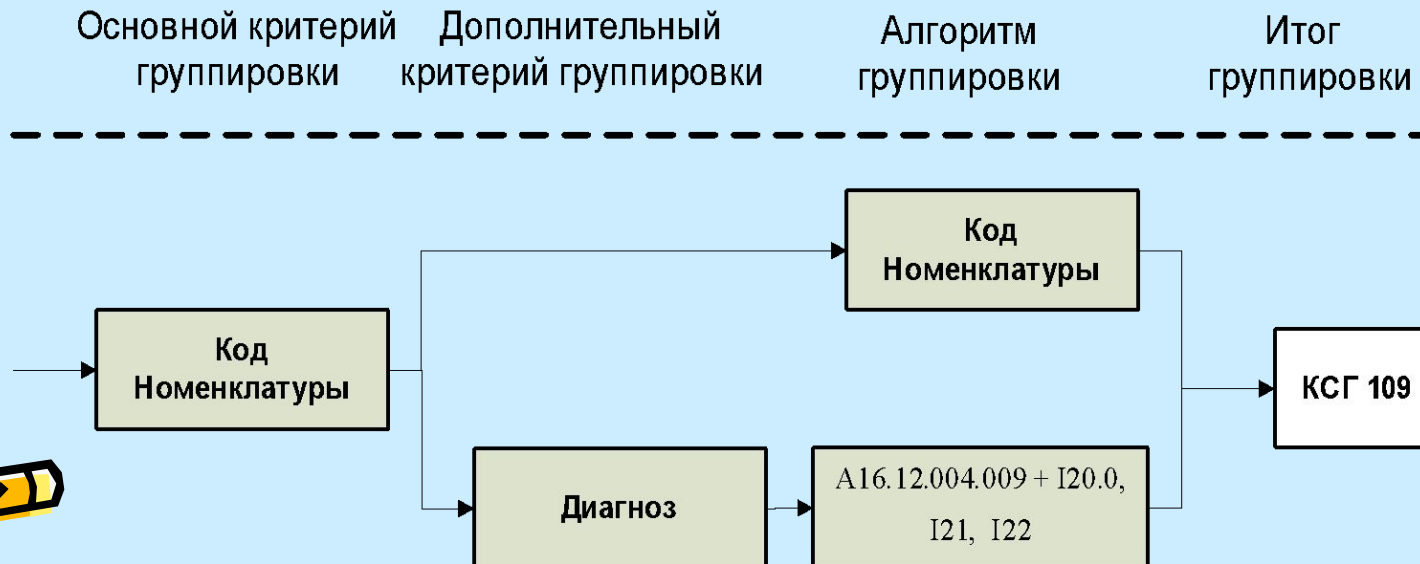 Основной критерий
группировки
Дополнительный
критерий группировки
Алгоритм
группировки
Итог
группировки
Код
Номенклатуры
Код
Номенклатуры
КСГ 109
Диагноз
A16.12.004.009 + I20.0,
I21, I22